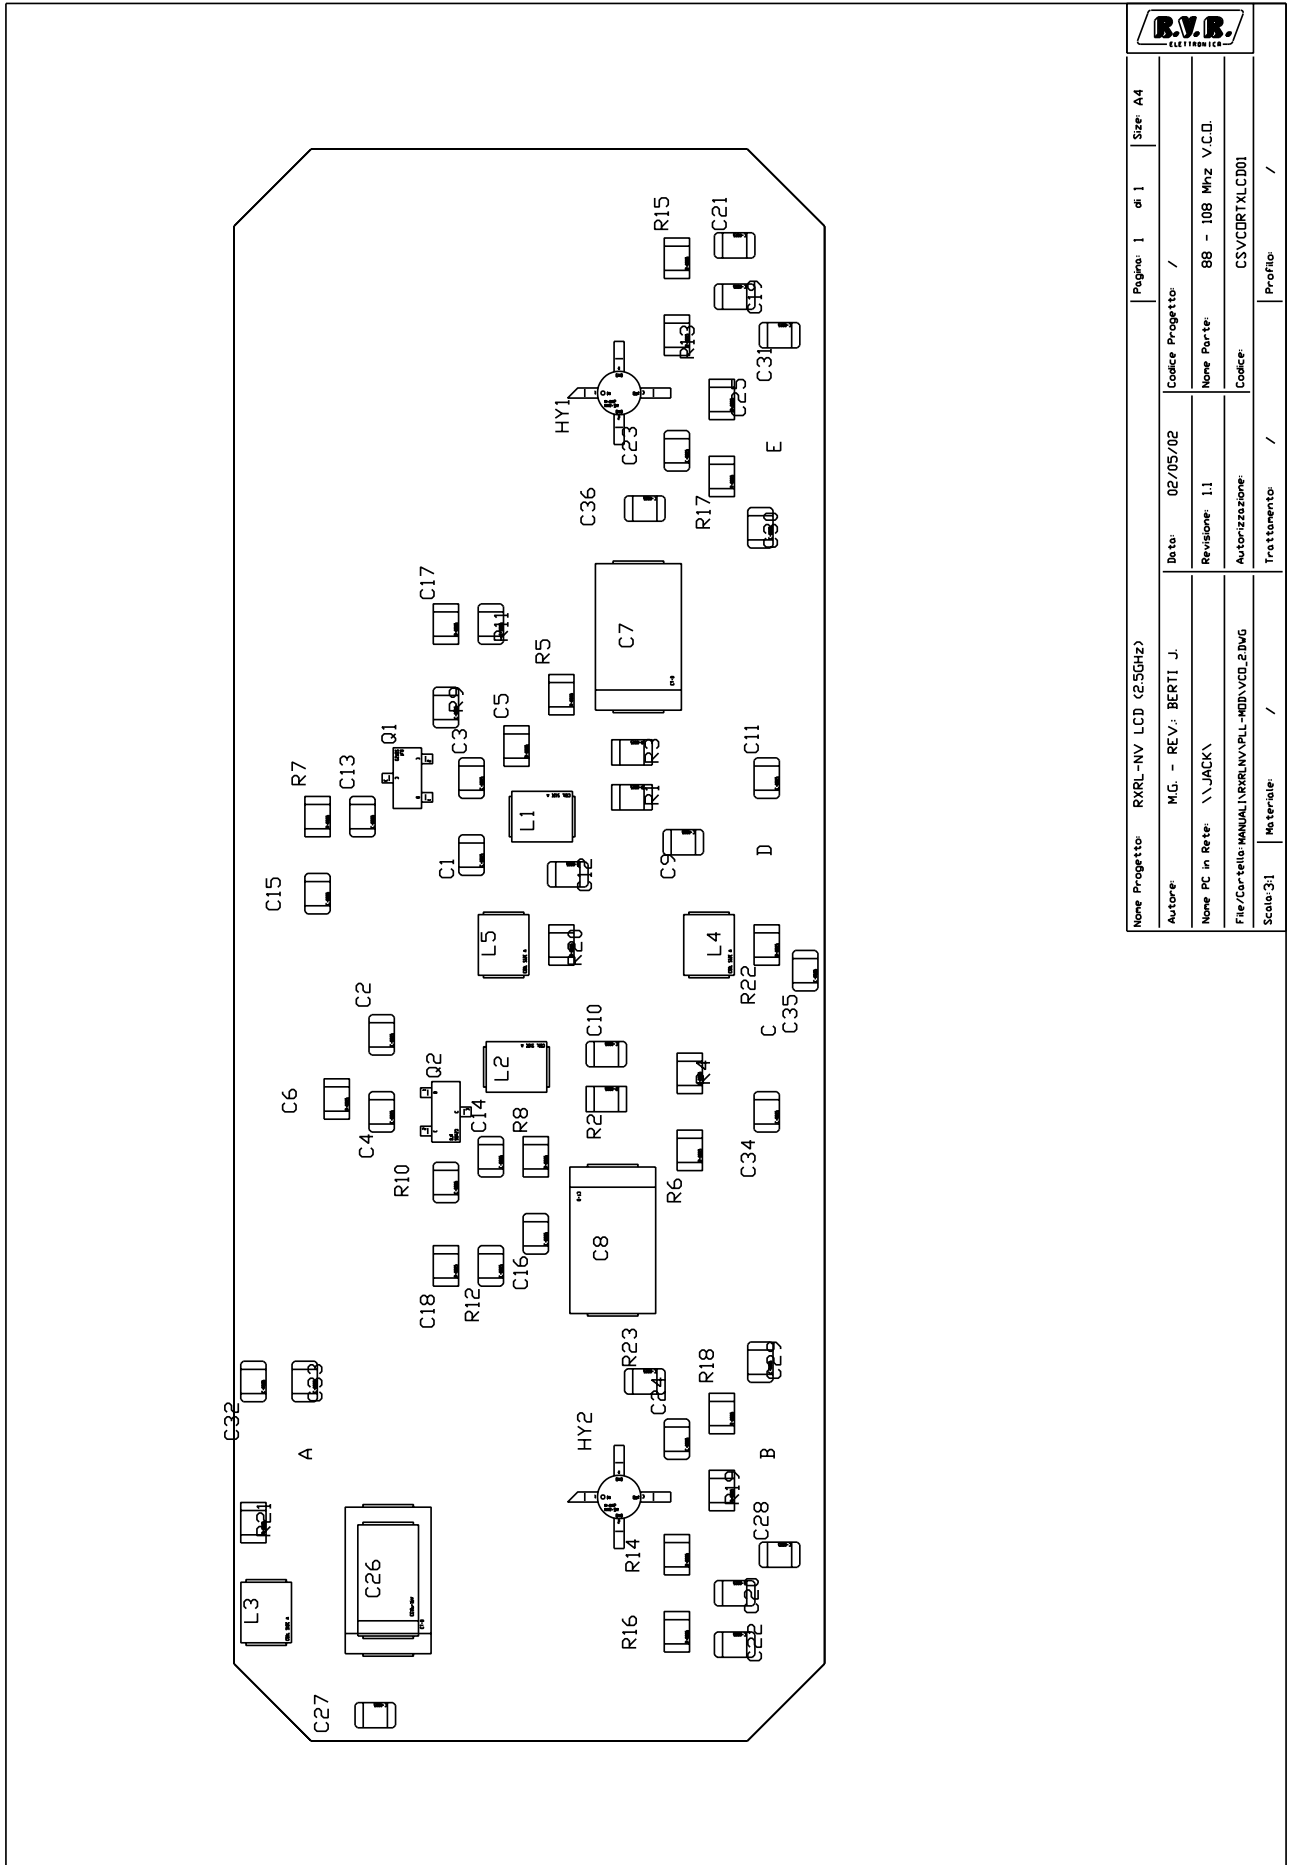 R.V.R.
ELETTRONICA
Nome Progetto: RXRL-NV LCD (2.5GHz)
Pagina: 1 di 1
Size: A4
Autore: M.G. - REV.: BERTI J.
Data: 02/05/02
Codice Progetto: /
Nome PC in Rete: \\JACK\
Revisione: 1.1
Nome Parte: 88 - 108 Mhz V.C.O.
File/Cartella: MANUALI\RXRLNV\PLL-MOD\VCO_2.DWG
Autorizzazione:
Codice: CSVCORTXLCD01
Scala: 3:1
Materiale: /
Trattamento: /
Profilo: /
R15
C21
C19
R13
C31
HY1
C25
C23
E
C36
R17
C30
C17
R11
C7
R5
R9
C5
Q1
C3
R3
C11
R7
C13
R1
L1
C1
C9
D
C12
C15
L5
R20
L4
R22
C35
C
C2
C10
Q2
L2
R4
C6
C14
R8
R2
C4
C34
R10
R6
C8
C16
C18
R12
R23
R18
C29
C33
C24
C32
HY2
A
B
R19
R21
C28
R14
C26
C20
L3
R16
C22
C27